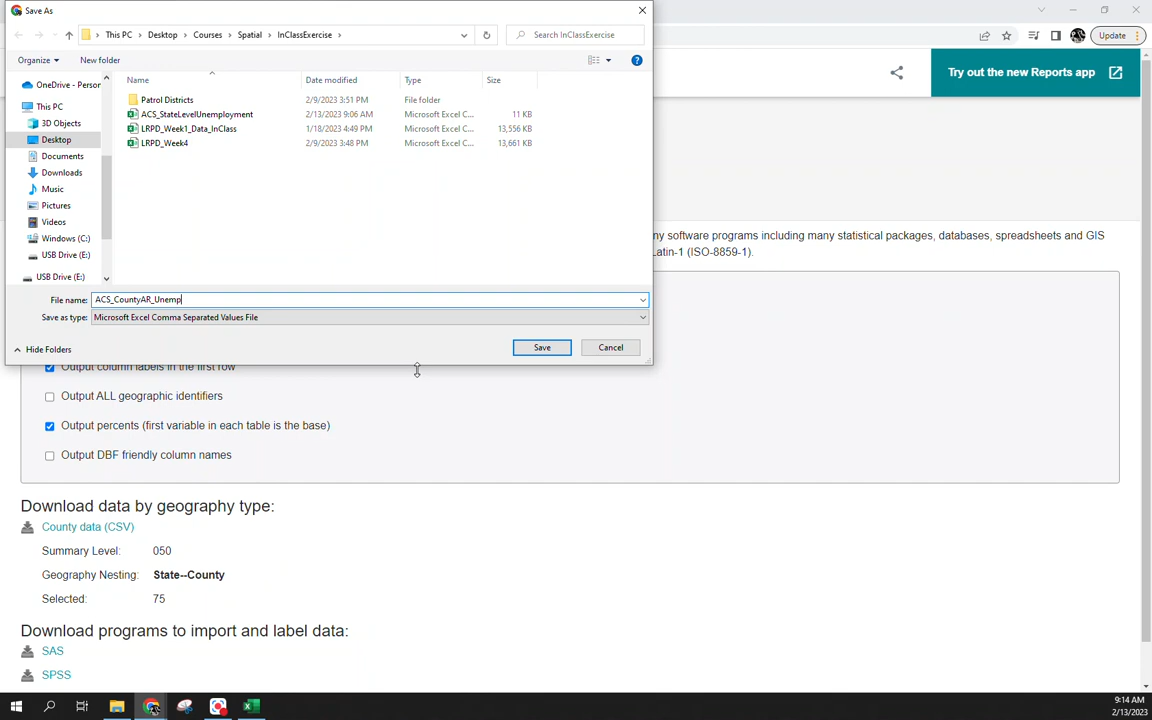 Save As
This PC > Desktop > Courses > Spatial > InClassExercise >
Search InClassExercise
Update
Organize
New folder
Try out the new Reports app
Name
Date modified
Type
Size
OneDrive - Person
This PC
3D Objects
Desktop
Documents
Downloads
Music
Pictures
Videos
Windows (C:)
USB Drive (E:)
USB Drive (E:)
Patrol Districts 2/9/2023 3:51 PM File folder
ACS_StateLevelUnemployment 2/13/2023 9:06 AM Microsoft Excel C... 11 KB
LRPD_Week1_Data_InClass 1/18/2023 4:49 PM Microsoft Excel C... 13,556 KB
LRPD_Week4 2/9/2023 3:48 PM Microsoft Excel C... 13,661 KB
ny software programs including many statistical packages, databases, spreadsheets and GIS
Latin-1 (ISO-8859-1).
File name: ACS_CountyAR_Unemp
Save as type: Microsoft Excel Comma Separated Values File
Hide Folders
Save
Cancel
Output column labels in the first row
Output ALL geographic identifiers
Output percents (first variable in each table is the base)
Output DBF friendly column names
Download data by geography type:
County data (CSV)
Summary Level: 050
Geography Nesting: State--County
Selected: 75
Download programs to import and label data:
SAS
SPSS
9:14 AM
2/13/2023